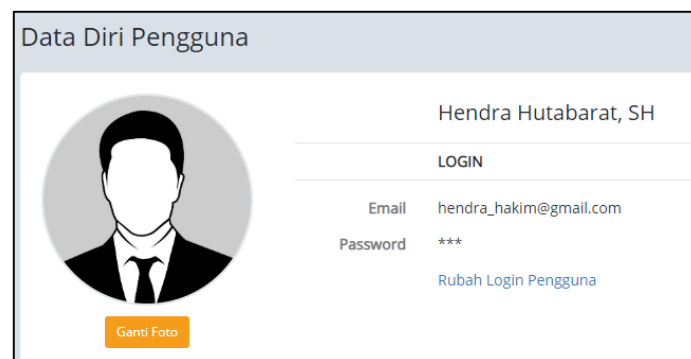 Data Diri Pengguna
Hendra Hutabarat, SH
LOGIN
Email hendra_hakim@gmail.com
Password ***
Rubah Login Pengguna
Ganti Foto